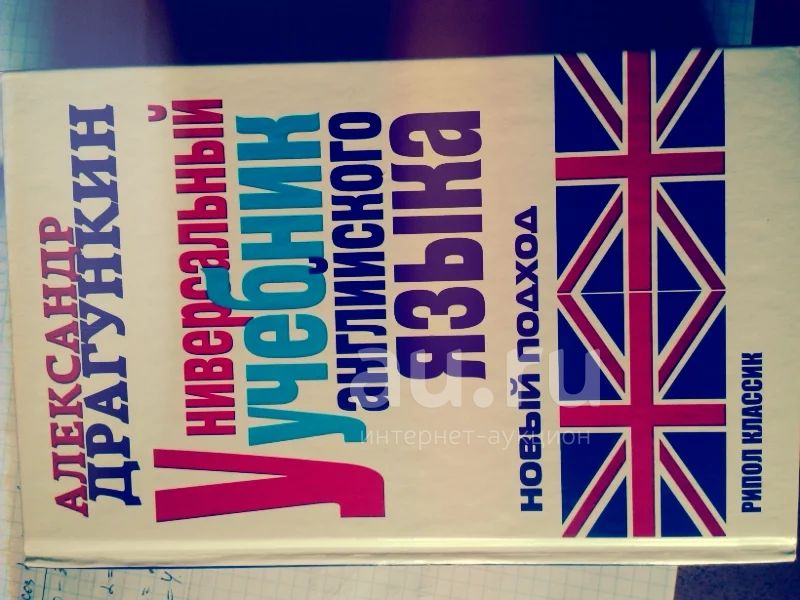 АЛЕКСАНДР
ДРАГУНКИН
Универсальный
учебник
английского
языка
НОВЫЙ ПОДХОД
РИПОЛ КЛАССИК
au.ru
интернет-аукцион